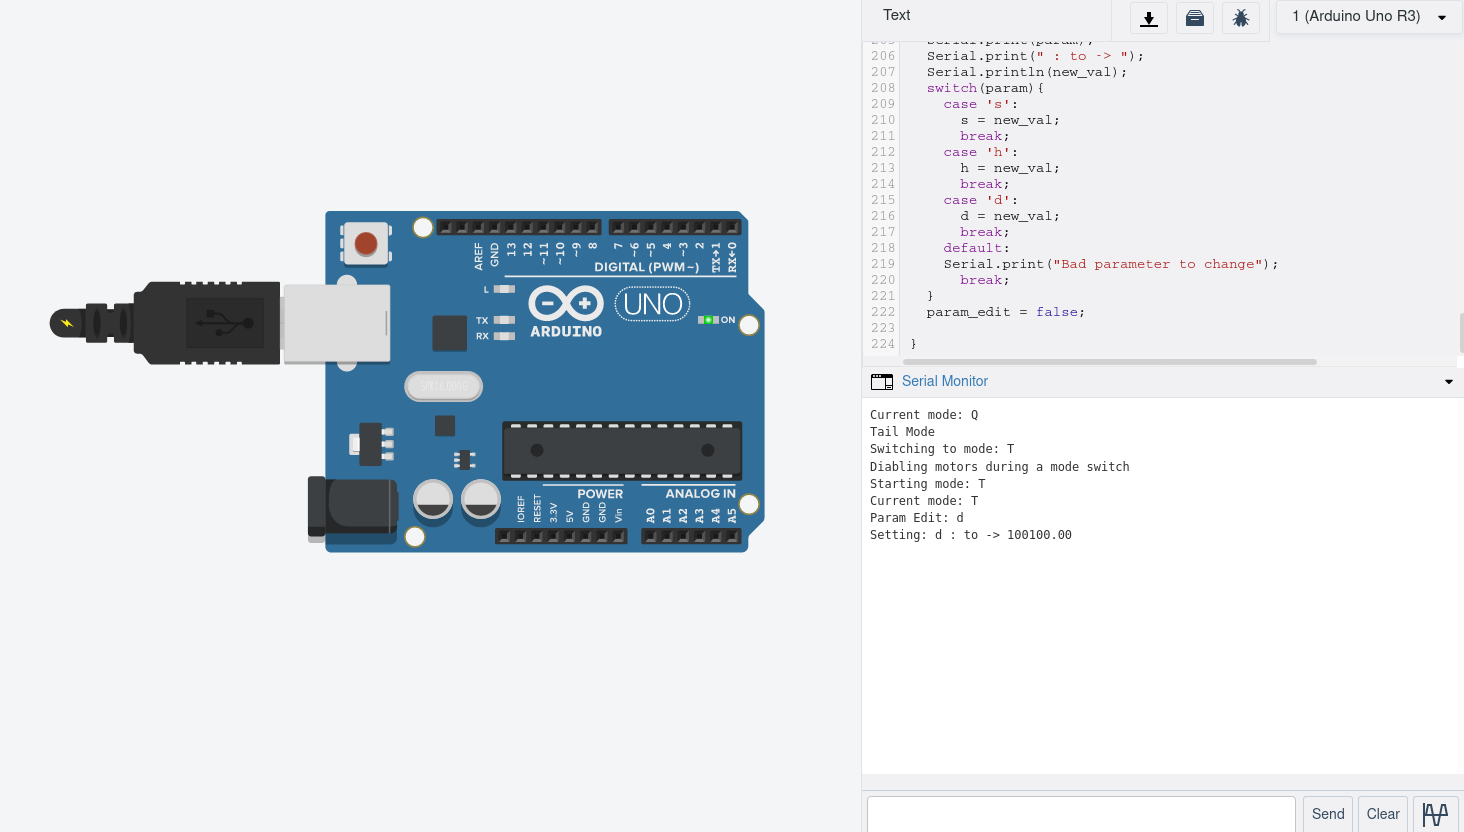 Text
1 (Arduino Uno R3)
205 Serial.print(param);
206 Serial.print(" : to -> ");
207 Serial.println(new_val);
208 switch(param){
209 case 's':
210 s = new_val;
211 break;
212 case 'h':
213 h = new_val;
214 break;
215 case 'd':
216 d = new_val;
217 break;
218 default:
219 Serial.print("Bad parameter to change");
220 break;
221 }
222 param_edit = false;
223
224 }
Serial Monitor
Current mode: Q
Tail Mode
Switching to mode: T
Diabling motors during a mode switch
Starting mode: T
Current mode: T
Param Edit: d
Setting: d : to -> 100100.00
Send
Clear
AREF
GND
13
12
~11
~10
~9
8
7
~6
~5
4
~3
2
TX→1
RX←0
DIGITAL (PWM~)
L
TX
RX
ARDUINO
UNO
ON
POWER
ANALOG IN
IOREF
RESET
3.3V
5V
GND
GND
Vin
A0
A1
A2
A3
A4
A5